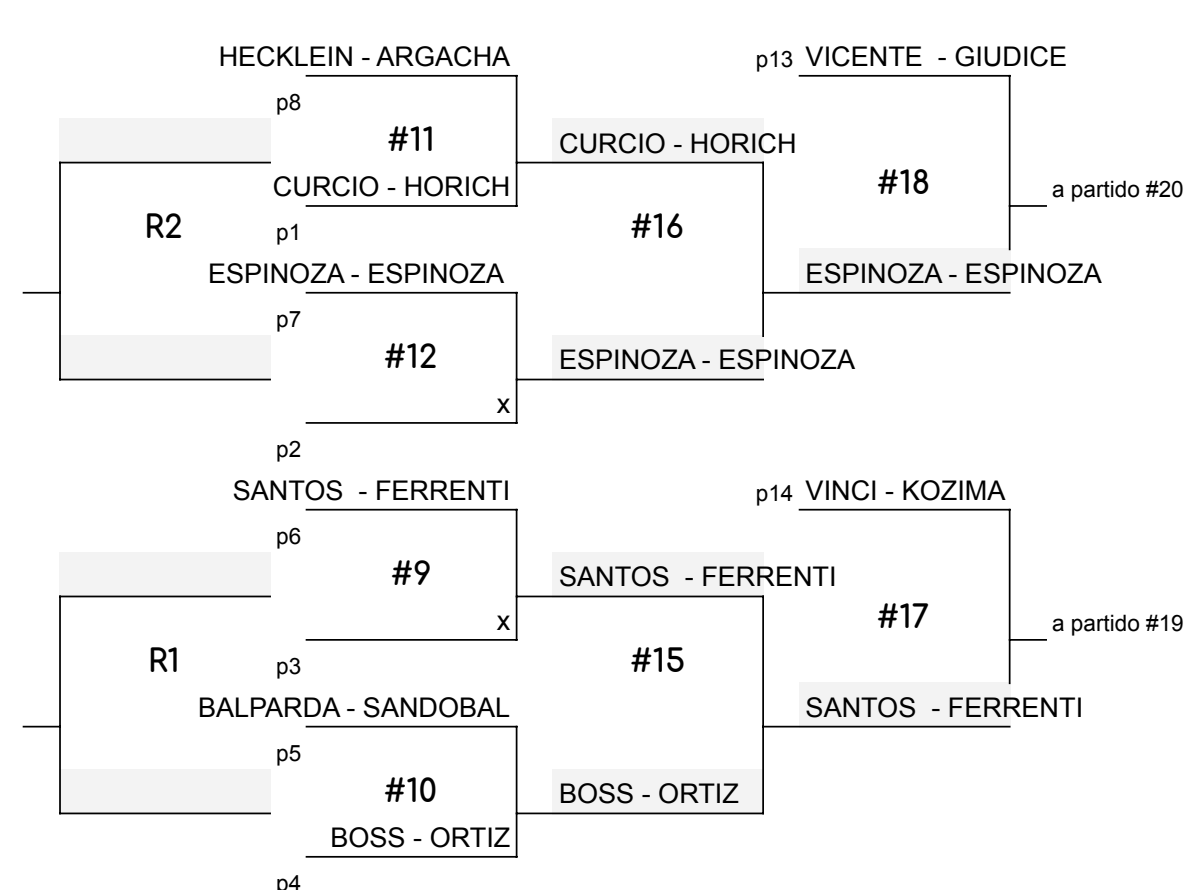 HECKLEIN - ARGACHA
p13 VICENTE - GIUDICE
p8
#11
CURCIO - HORICH
CURCIO - HORICH
#18
a partido #20
R2
p1
#16
ESPINOZA - ESPINOZA
ESPINOZA - ESPINOZA
p7
#12
ESPINOZA - ESPINOZA
x
p2
SANTOS - FERRENTI
p14 VINCI - KOZIMA
p6
#9
SANTOS - FERRENTI
x
#17
a partido #19
R1
p3
#15
BALPARDA - SANDOBAL
SANTOS - FERRENTI
p5
#10
BOSS - ORTIZ
BOSS - ORTIZ
p4